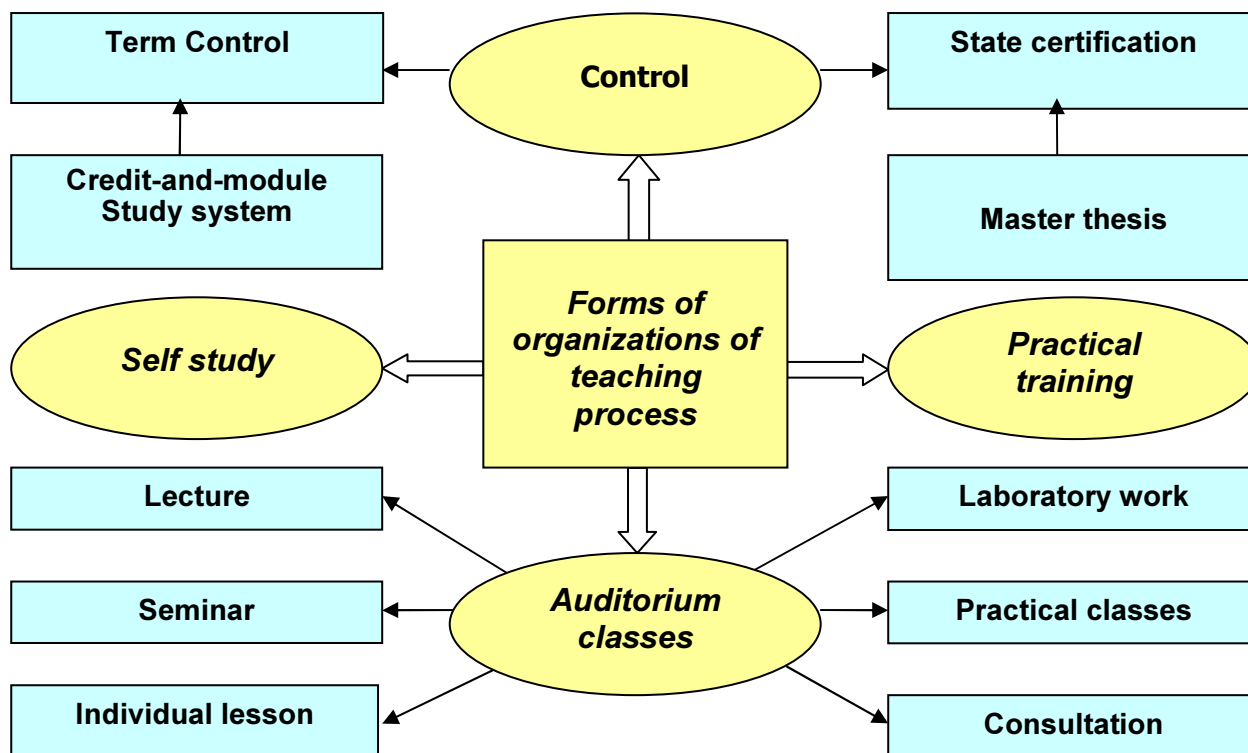 Term Control
Control
State certification
Credit-and-module
Study system
Master thesis
Forms of
organizations of
teaching
process
Self study
Practical
training
Lecture
Laboratory work
Seminar
Auditorium
classes
Practical classes
Individual lesson
Consultation